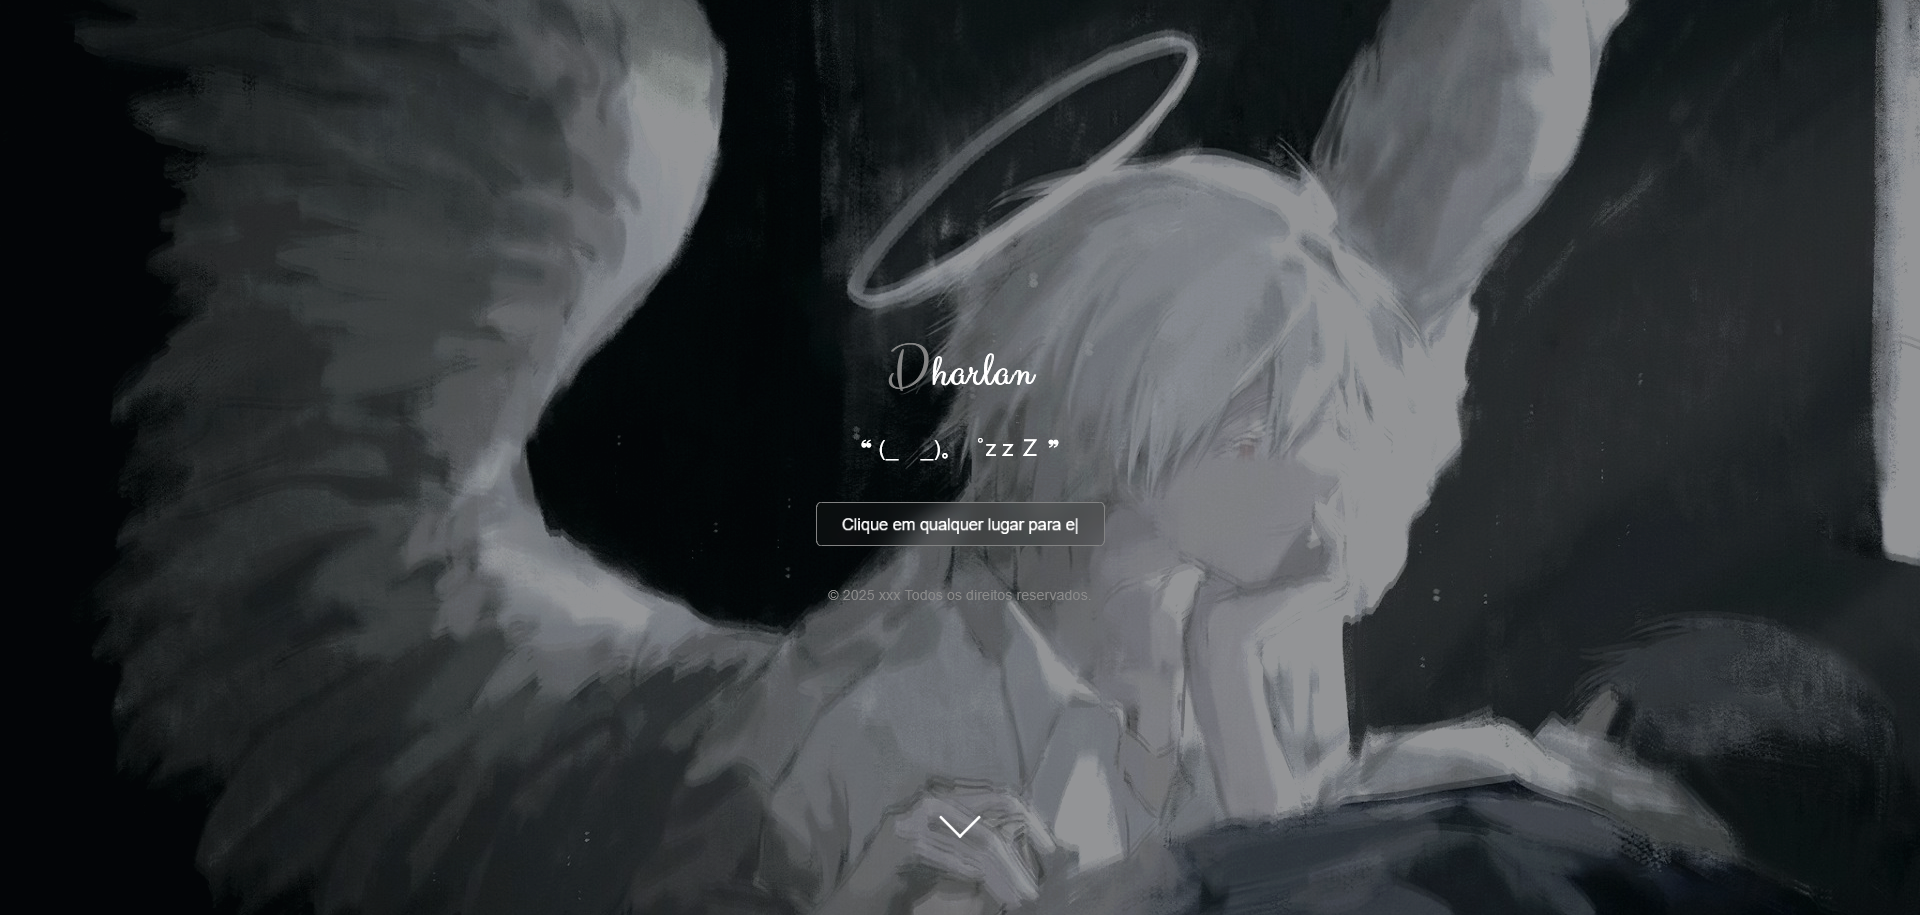 Dharlan
❝ (_ _)。゚z z Z ❞
Clique em qualquer lugar para e|
© 2025 xxx Todos os direitos reservados.